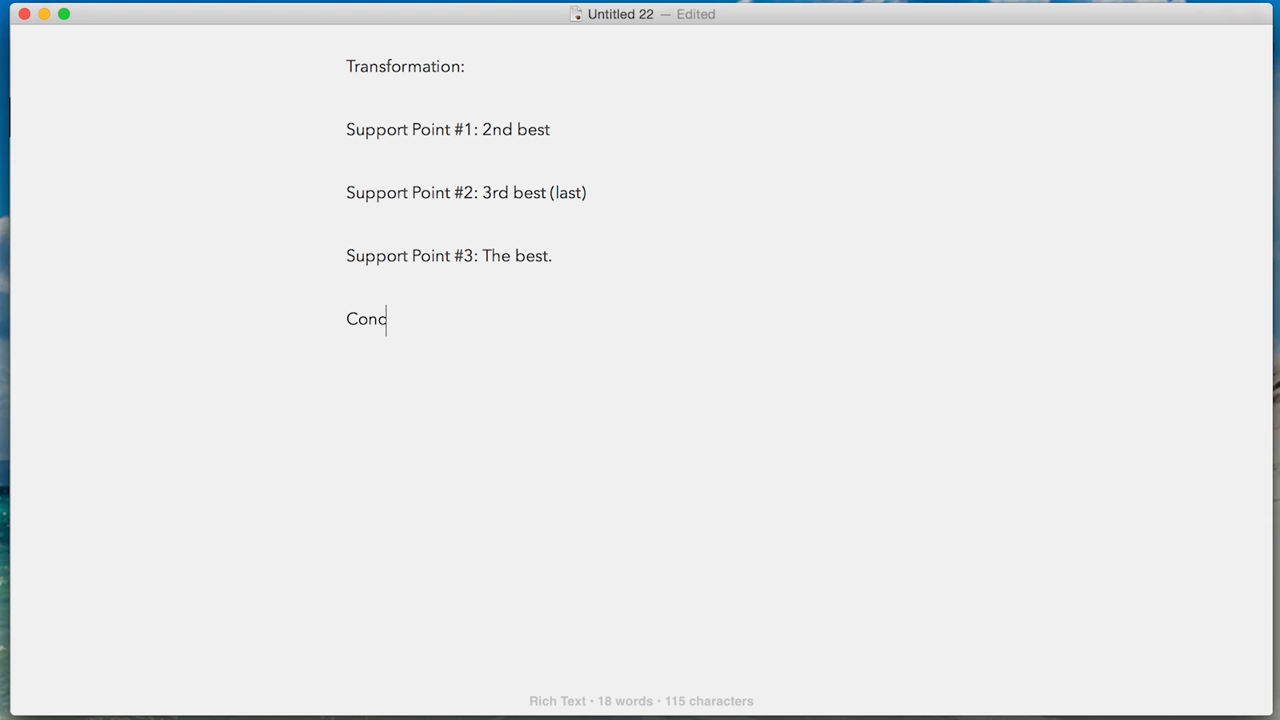 Untitled 22 — Edited
Transformation:
Support Point #1: 2nd best
Support Point #2: 3rd best (last)
Support Point #3: The best.
Conc
Rich Text • 18 words • 115 characters